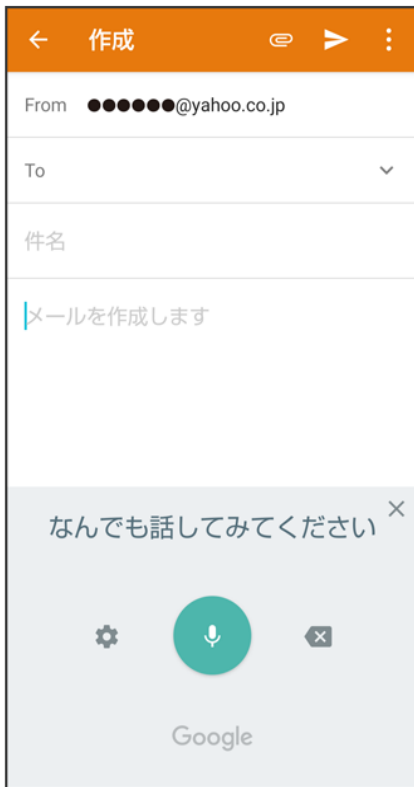 作成
From ●●●●●●@yahoo.co.jp
To
件名
メールを作成します
なんでも話してみてください
Google